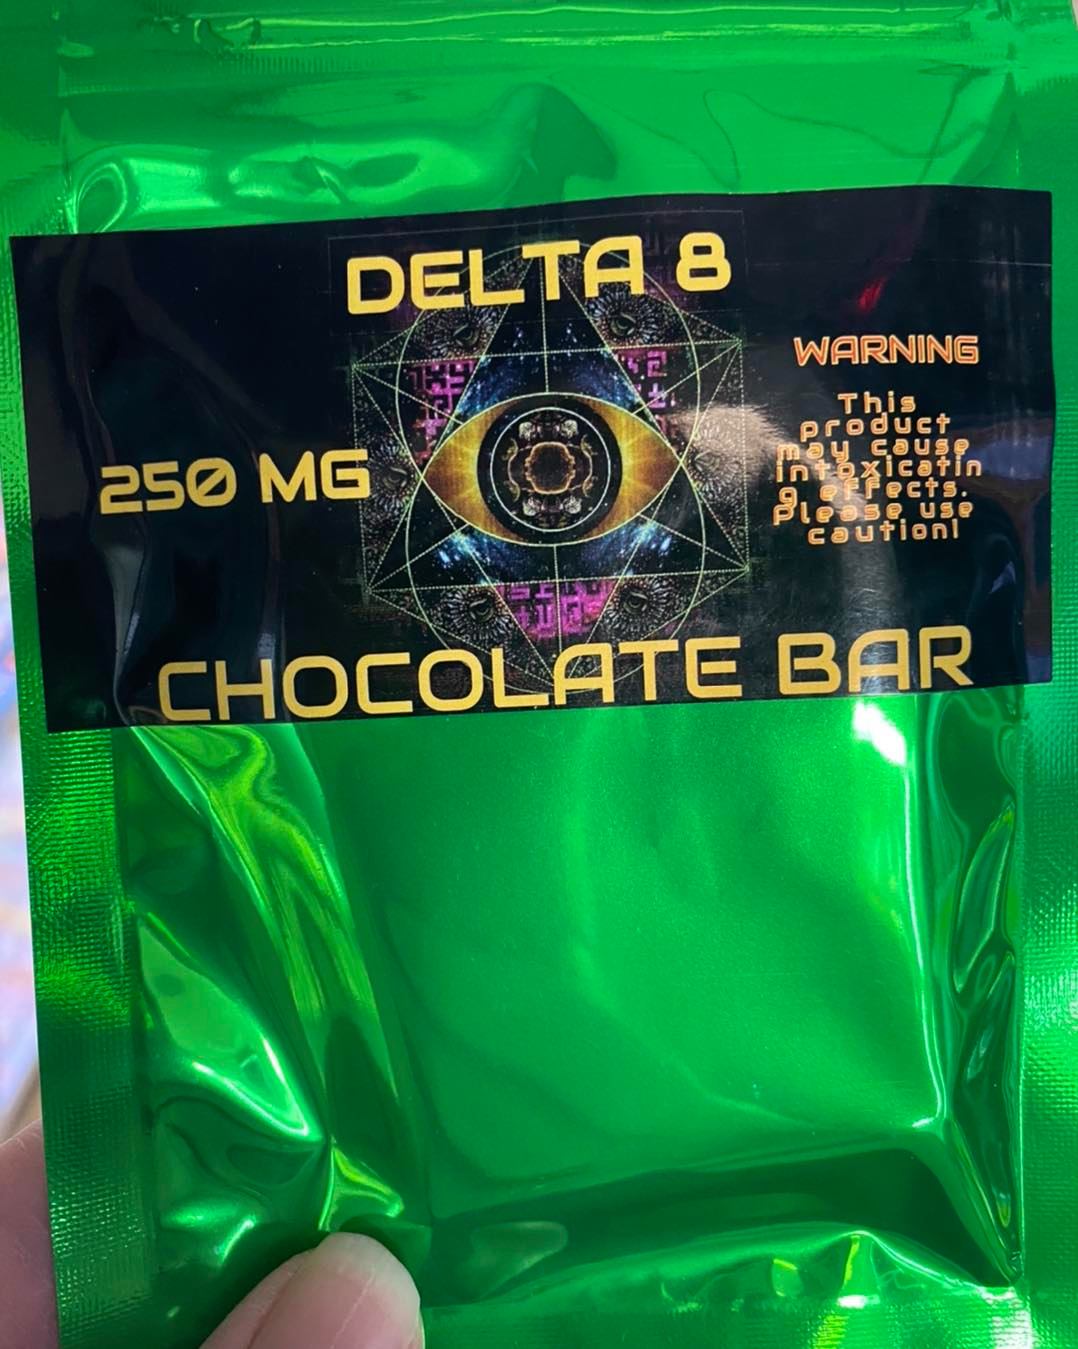 DELTA 8
250 MG
WARNING
This
product
may cause
intoxicatin
g effects.
Please use
caution!
CHOCOLATE BAR